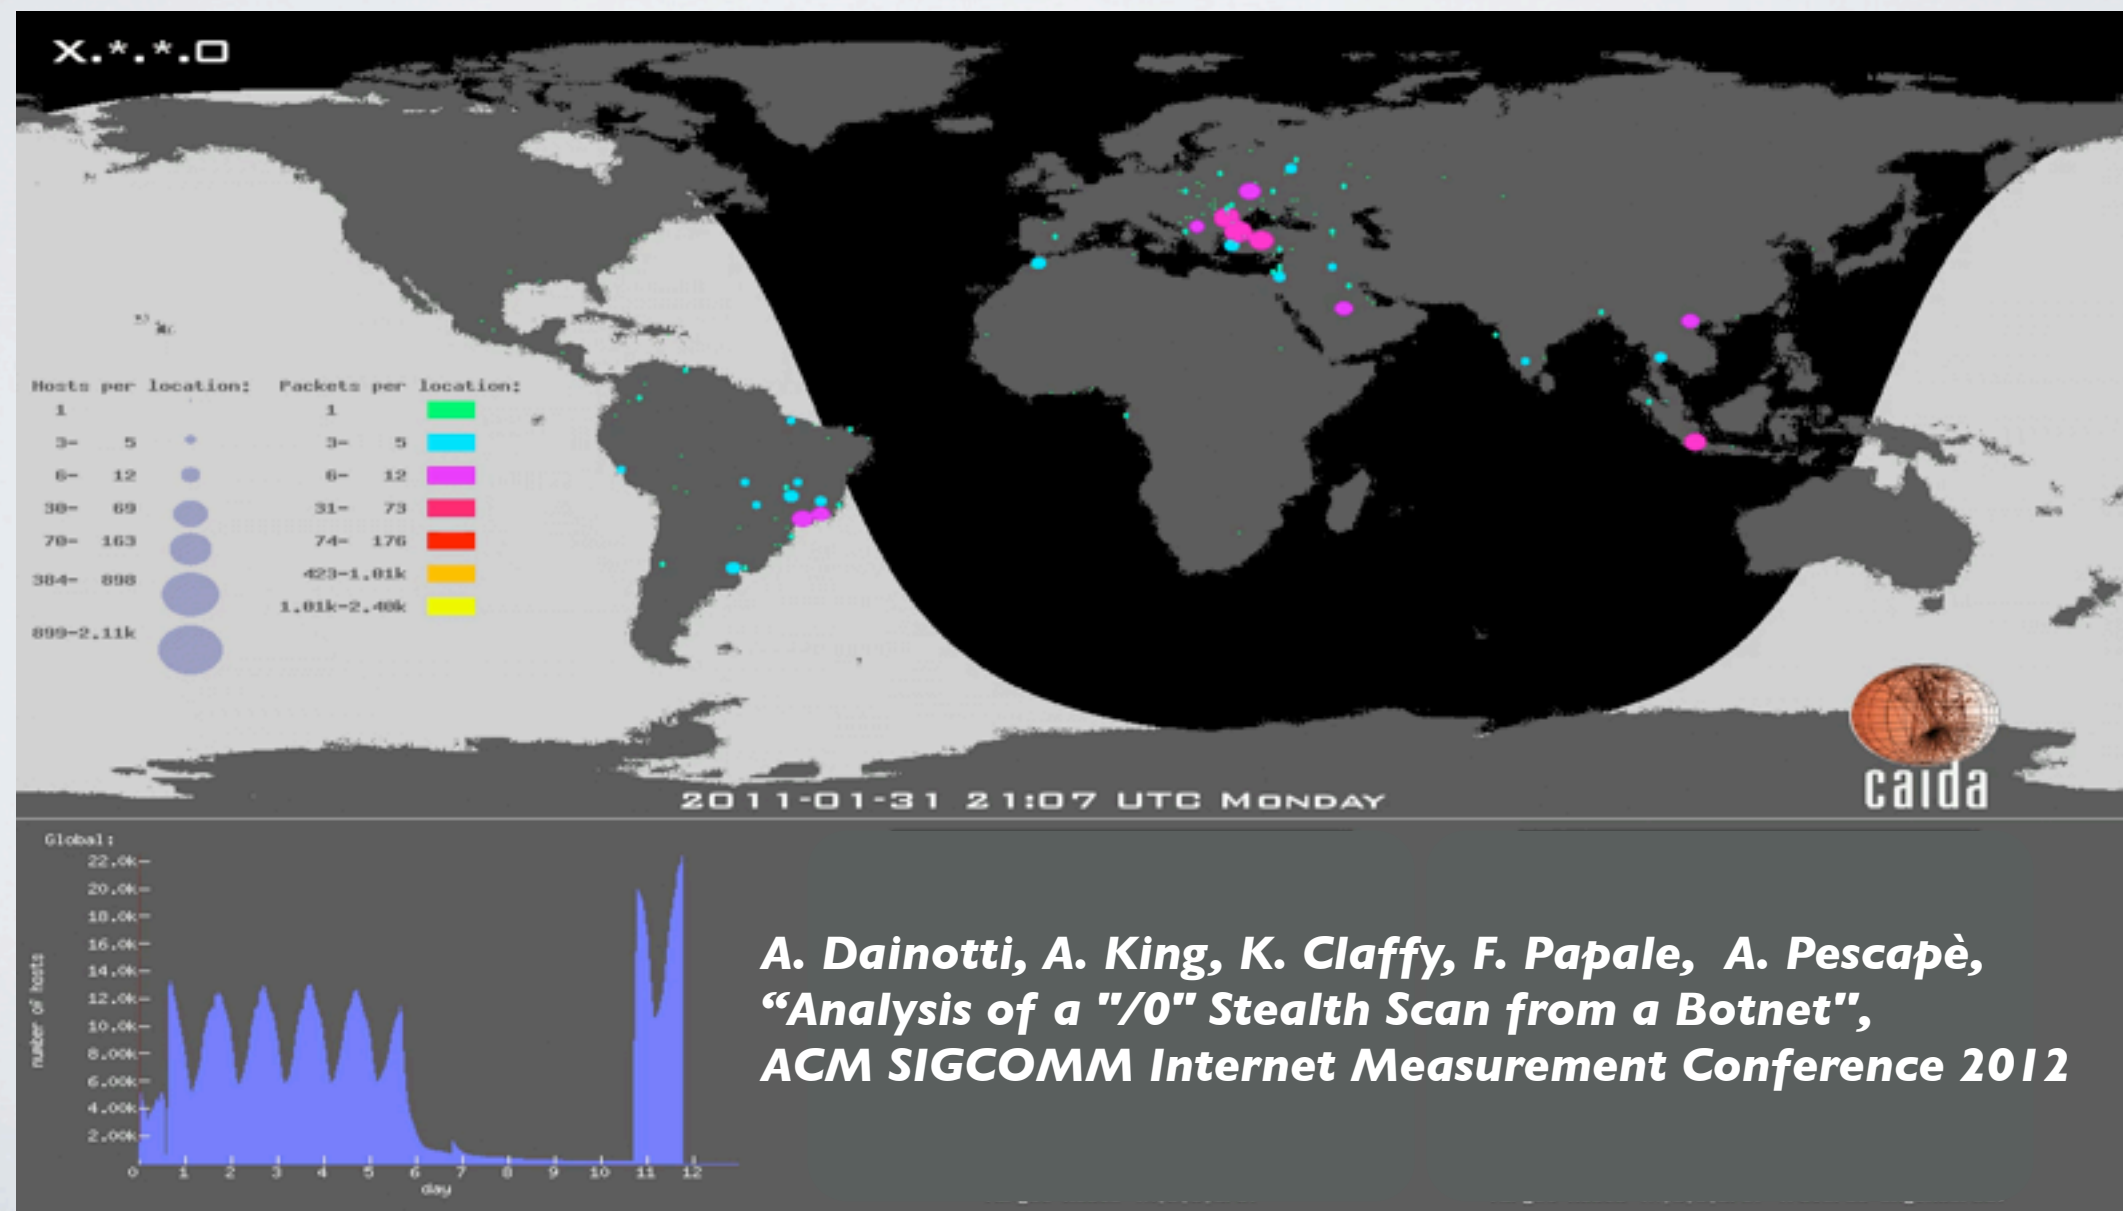 X.*.*.0
Hosts per location: Packets per location:
1 1
3- 5 3- 5
6- 12 6- 12
30- 69 31- 73
70- 163 74- 176
384- 898 423-1.01k
899-2.11k 1.01k-2.40k
caida
2011-01-31 21:07 UTC Monday
Global:
22.0k
20.0k
18.0k
16.0k
14.0k
12.0k
10.0k
8.00k
6.00k
4.00k
2.00k
number of hosts
0 1 2 3 4 5 6 7 8 9 10 11 12
day
A. Dainotti, A. King, K. Claffy, F. Papale, A. Pescapè,
“Analysis of a "/0" Stealth Scan from a Botnet",
ACM SIGCOMM Internet Measurement Conference 2012